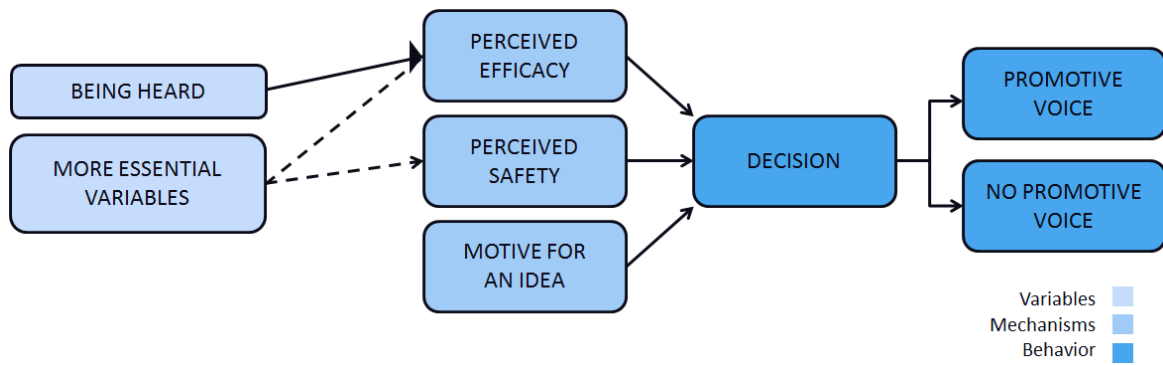 BEING HEARD
MORE ESSENTIAL
VARIABLES
PERCEIVED
EFFICACY
PERCEIVED
SAFETY
MOTIVE FOR
AN IDEA
DECISION
PROMOTIVE
VOICE
NO PROMOTIVE
VOICE
Variables
Mechanisms
Behavior